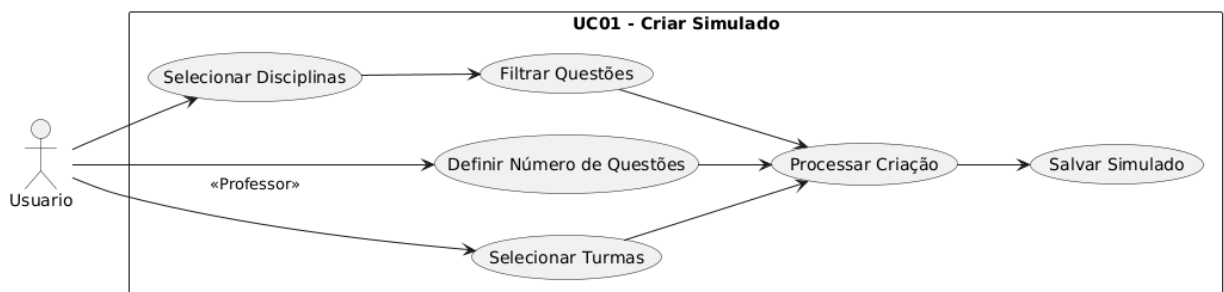 UC01 - Criar Simulado
Selecionar Disciplinas
Filtrar Questões
Definir Número de Questões
Processar Criação
Salvar Simulado
«Professor»
Usuario
Selecionar Turmas